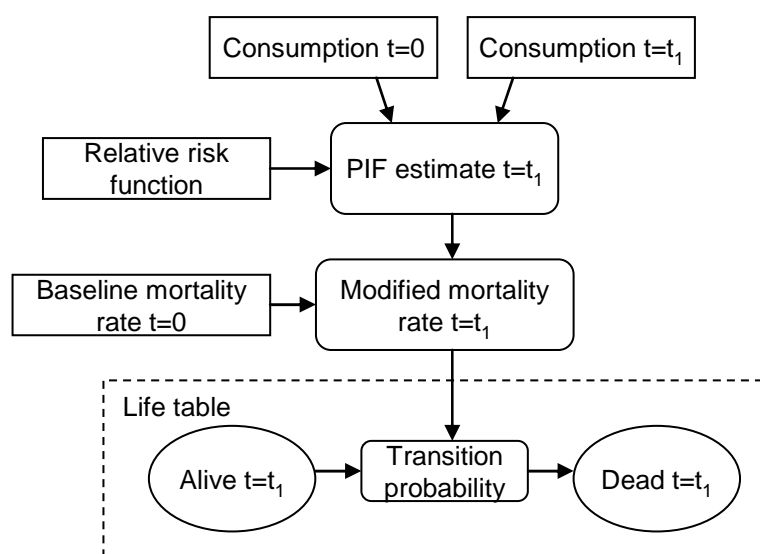 Consumption t=0
Consumption t=t₁
Relative risk
function
PIF estimate t=t₁
Baseline mortality
rate t=0
Modified mortality
rate t=t₁
Life table
Alive t=t₁
Transition
probability
Dead t=t₁